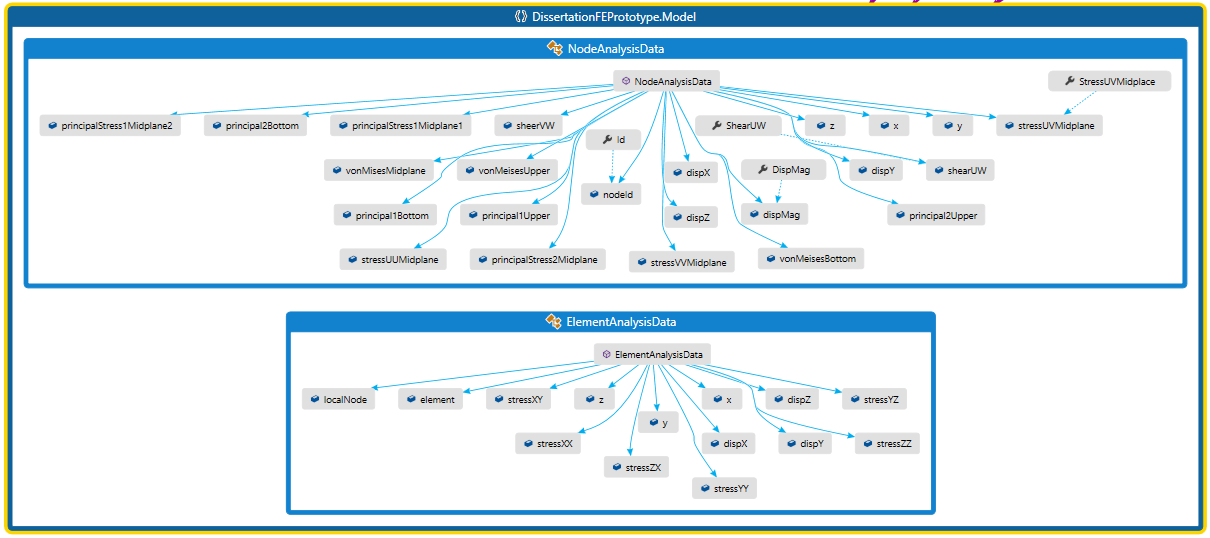 DissertationFEPrototype.Model
NodeAnalysisData
NodeAnalysisData
StressUVMidplace
principalStress1Midplane2
principal2Bottom
principalStress1Midplane1
sheerVW
Id
ShearUW
z
x
y
stressUVMidplane
vonMisesMidplane
vonMeisesUpper
dispX
DispMag
dispY
shearUW
nodeId
principal1Bottom
principal1Upper
dispZ
dispMag
principal2Upper
stressUUMidplane
principalStress2Midplane
stressVVMidplane
vonMeisesBottom
ElementAnalysisData
ElementAnalysisData
localNode
element
stressXY
z
x
dispZ
stressYZ
y
stressXX
dispX
dispY
stressZZ
stressZX
stressYY